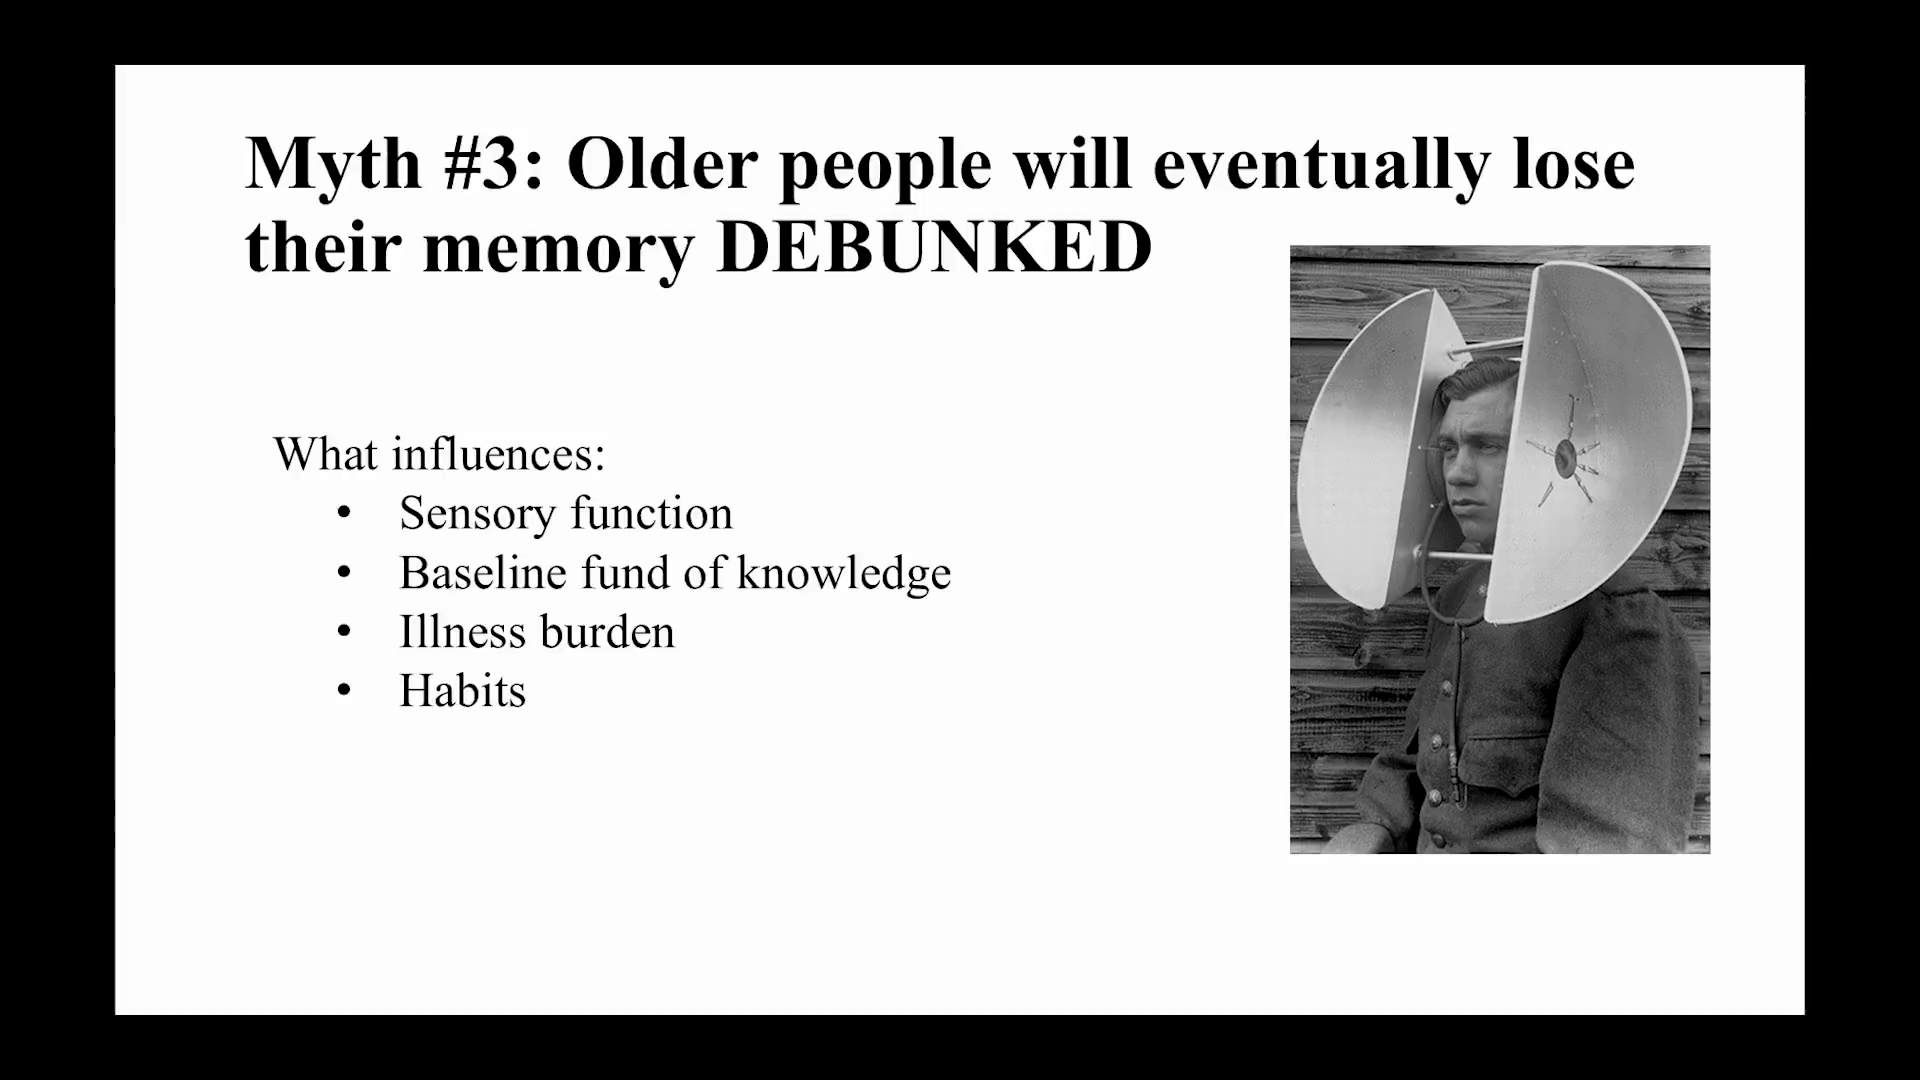 Myth #3: Older people will eventually lose
their memory DEBUNKED
What influences:
• Sensory function
• Baseline fund of knowledge
• Illness burden
• Habits